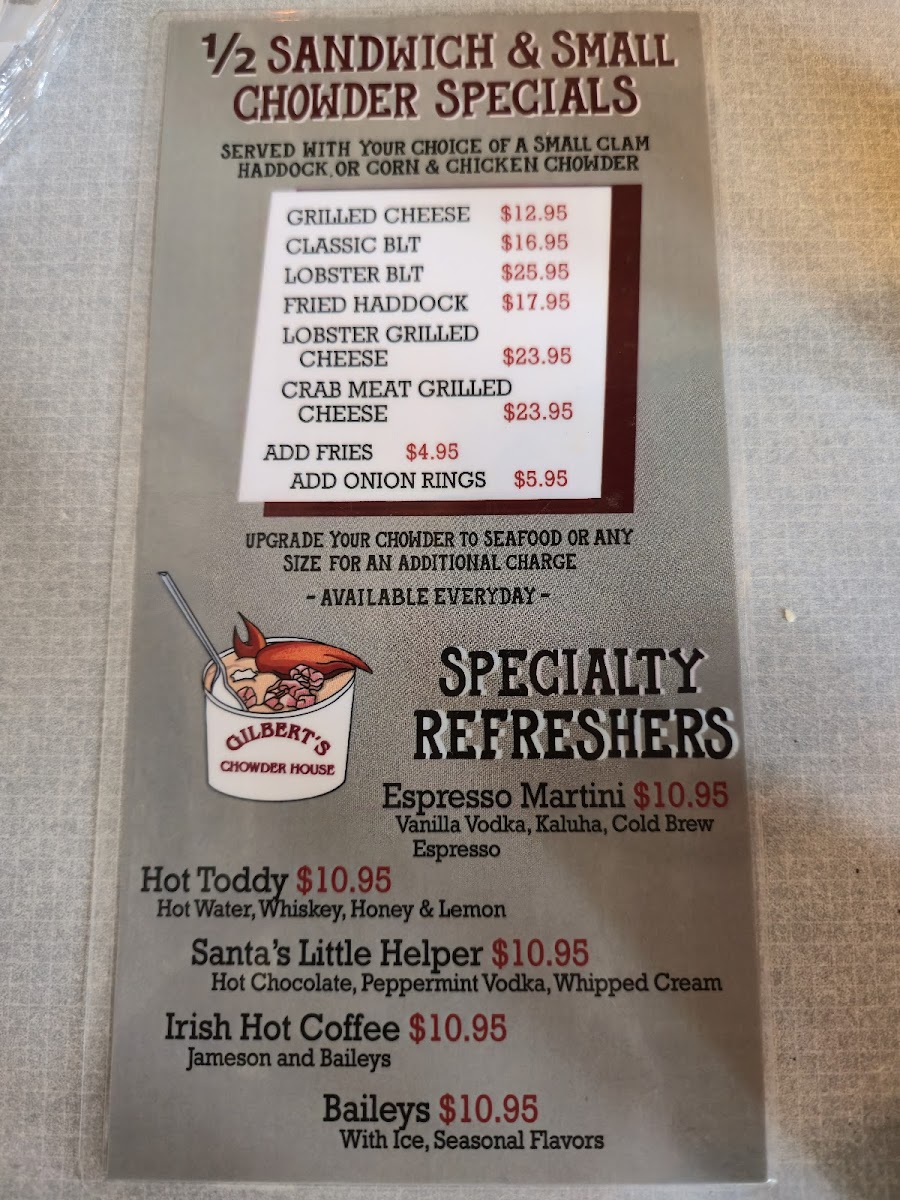 1/2 SANDWICH & SMALL
CHOWDER SPECIALS
SERVED WITH YOUR CHOICE OF A SMALL CLAM
HADDOCK, OR CORN & CHICKEN CHOWDER
GRILLED CHEESE $12.95
CLASSIC BLT $16.95
LOBSTER BLT $25.95
FRIED HADDOCK $17.95
LOBSTER GRILLED
CHEESE $23.95
CRAB MEAT GRILLED
CHEESE $23.95
ADD FRIES $4.95
ADD ONION RINGS $5.95
UPGRADE YOUR CHOWDER TO SEAFOOD OR ANY
SIZE FOR AN ADDITIONAL CHARGE
- AVAILABLE EVERYDAY -
GILBERT'S
CHOWDER HOUSE
SPECIALTY
REFRESHERS
Espresso Martini $10.95
Vanilla Vodka, Kaluha, Cold Brew
Espresso
Hot Toddy $10.95
Hot Water, Whiskey, Honey & Lemon
Santa's Little Helper $10.95
Hot Chocolate, Peppermint Vodka, Whipped Cream
Irish Hot Coffee $10.95
Jameson and Baileys
Baileys $10.95
With Ice, Seasonal Flavors